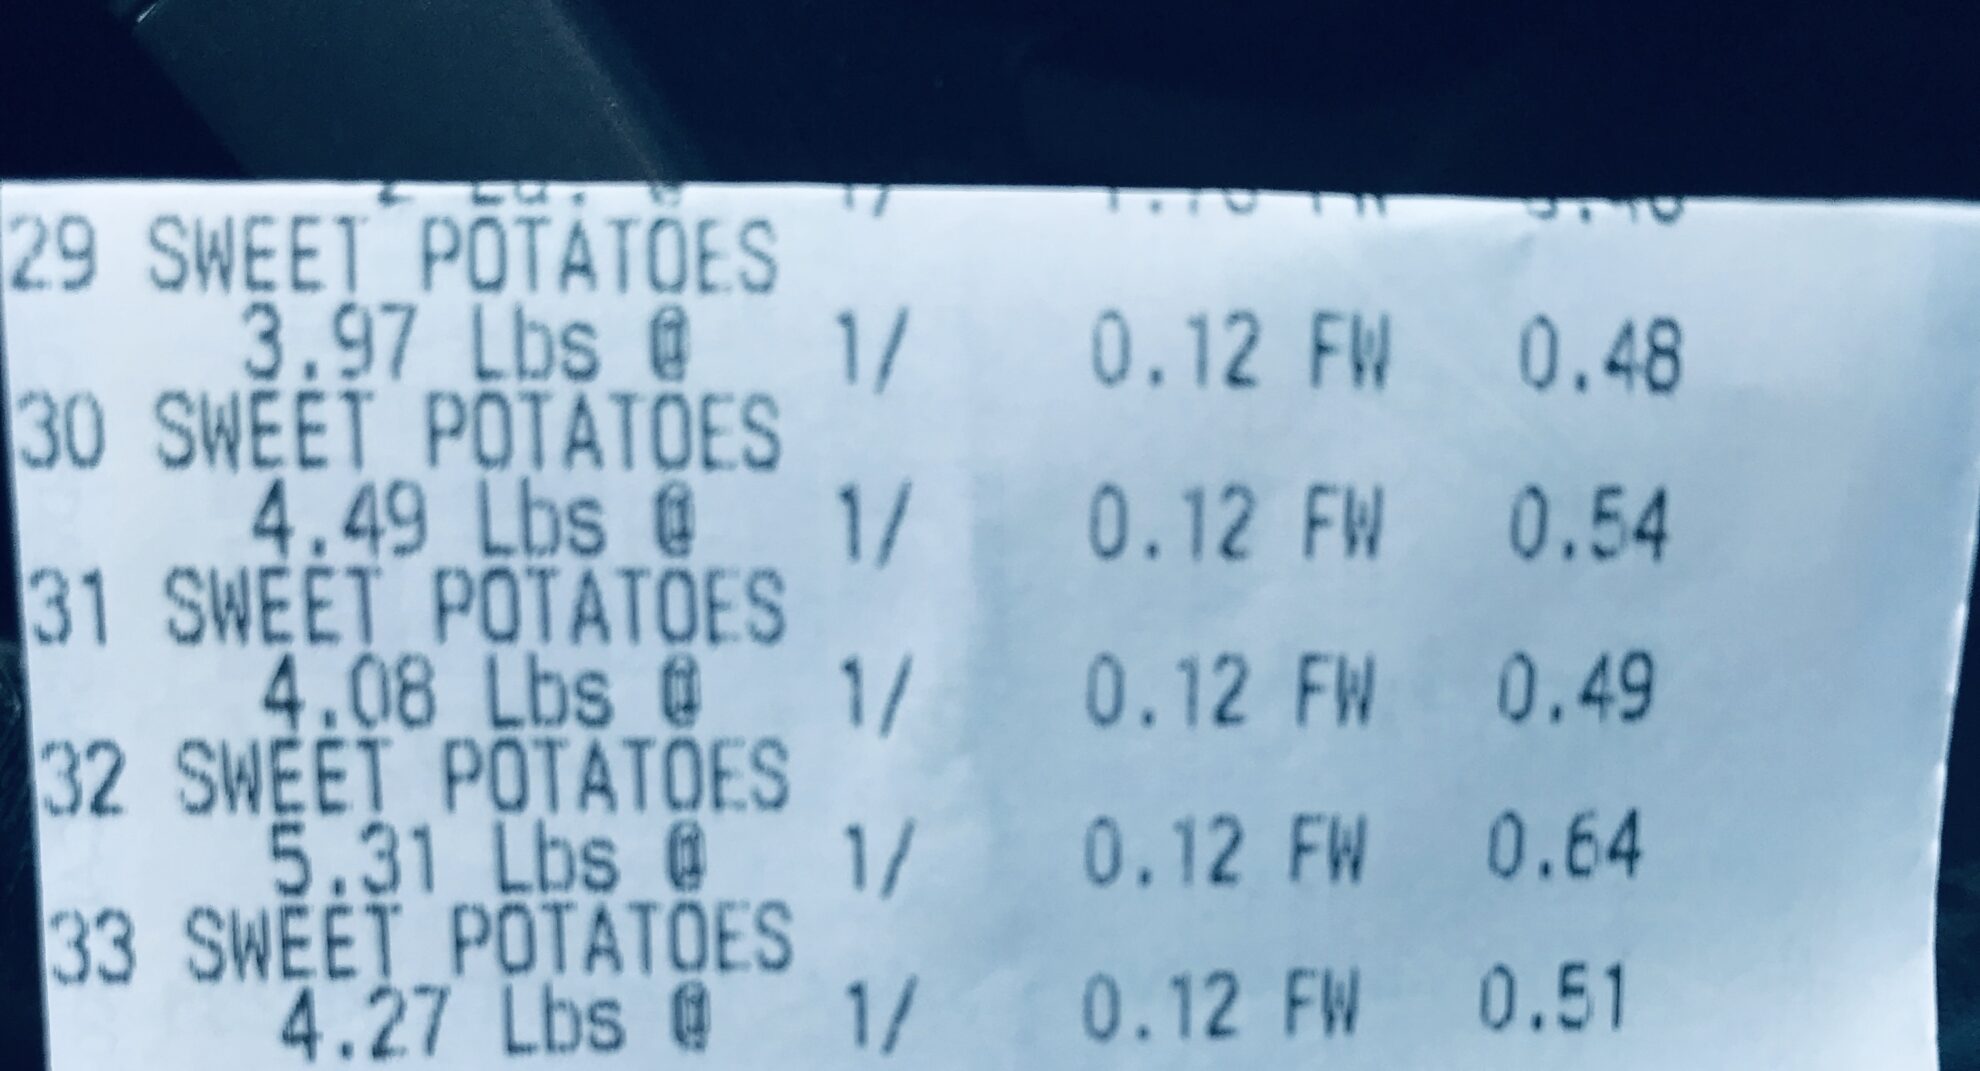 29 SWEET POTATOES
3.97 Lbs @ 1/ 0.12 FW 0.48
30 SWEET POTATOES
4.49 Lbs @ 1/ 0.12 FW 0.54
31 SWEET POTATOES
4.08 Lbs @ 1/ 0.12 FW 0.49
32 SWEET POTATOES
5.31 Lbs @ 1/ 0.12 FW 0.64
33 SWEET POTATOES
4.27 Lbs @ 1/ 0.12 FW 0.51